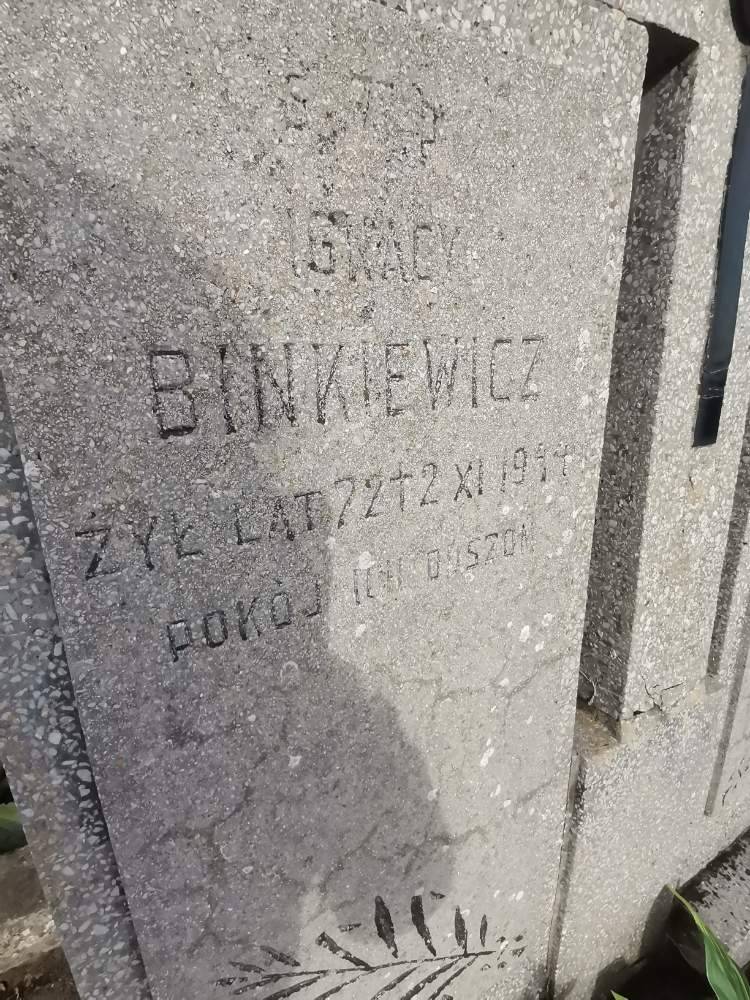 Ś.†P.
IGNACY
BINKIEWICZ
ŻYŁ LAT 72 † 2 XI 1944
POKÓJ ICH DUSZOM